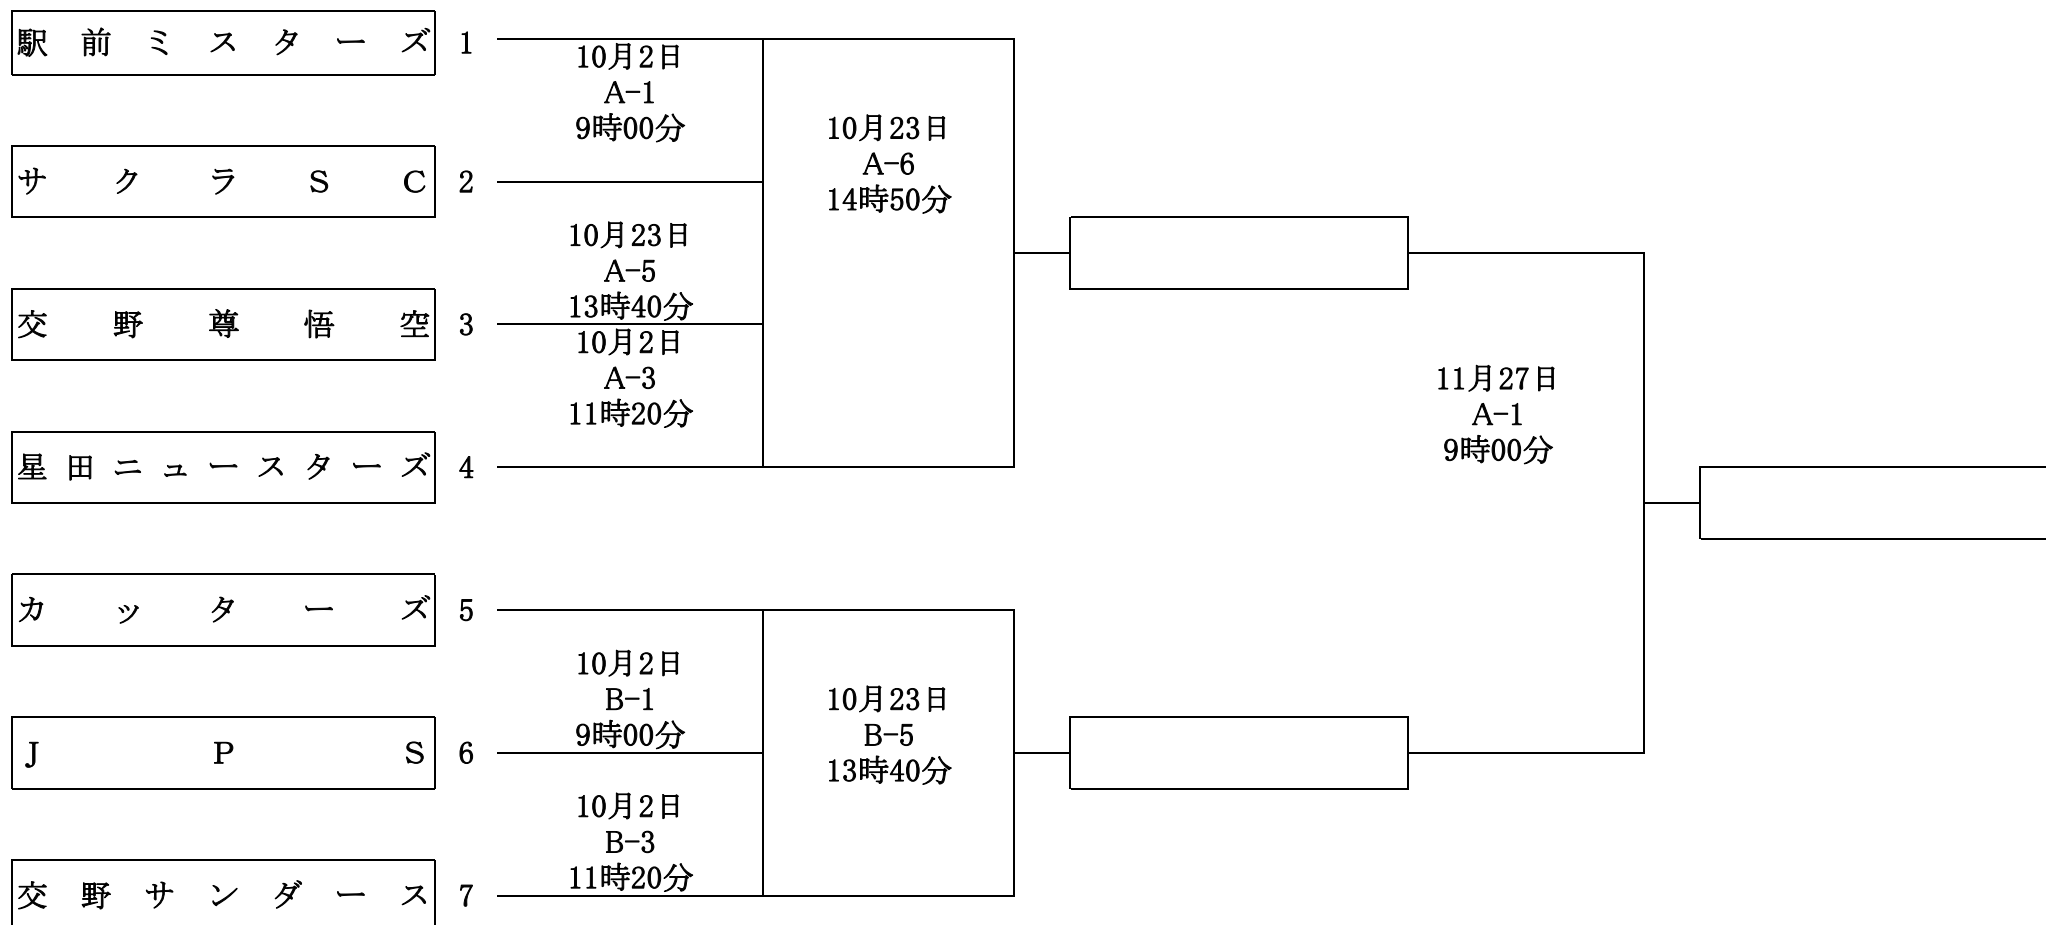 駅前ミスターズ 1
10月2日
A-1
9時00分
10月23日
A-6
14時50分
サクラSC 2
10月23日
A-5
13時40分
交野尊悟空 3
10月2日
A-3
11時20分
11月27日
A-1
9時00分
星田ニュースターズ 4
カッターズ 5
10月2日
B-1
9時00分
10月23日
B-5
13時40分
JPS 6
10月2日
B-3
11時20分
交野サンダース 7